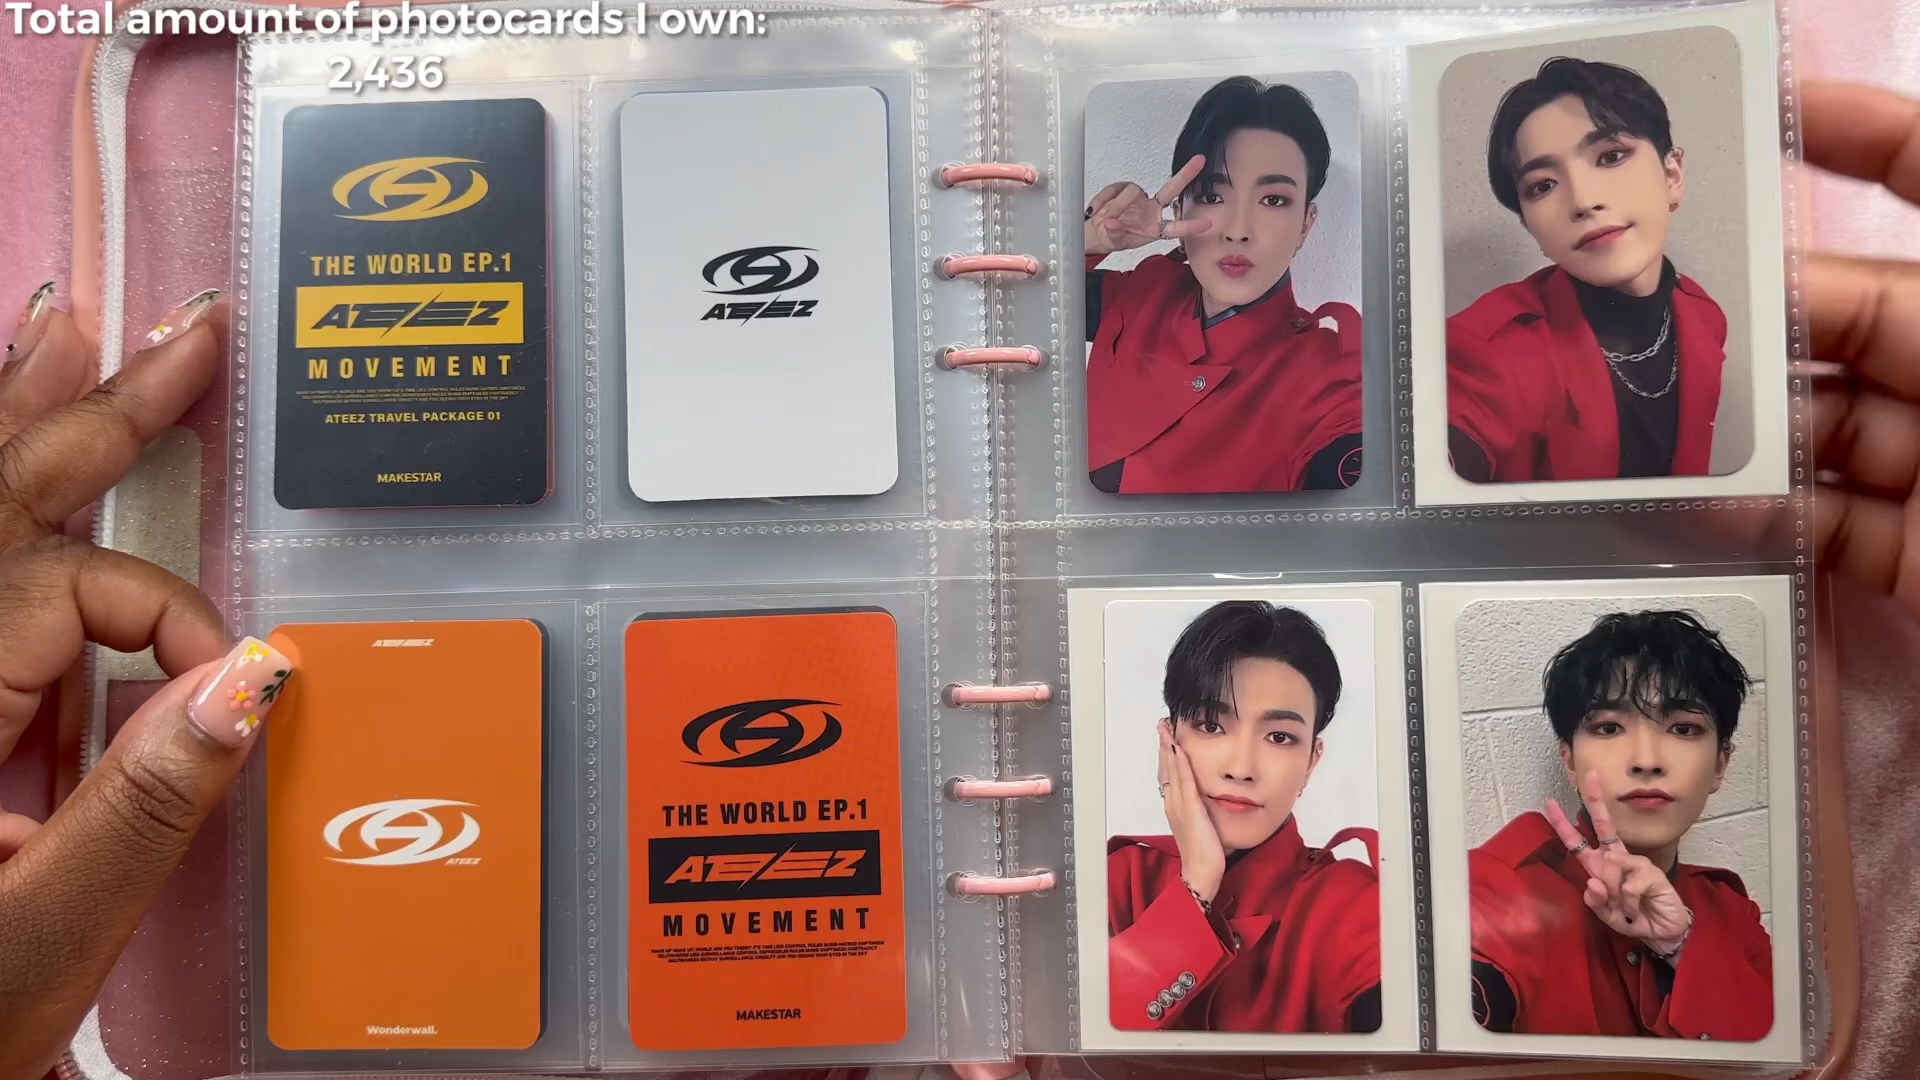 Total amount of photocards I own:
2,436
THE WORLD EP.1
ATEEZ
MOVEMENT
ATEEZ TRAVEL PACKAGE 01
MAKESTAR
ATEEZ
ATEEZ
ATEEZ
Wonderwall.
THE WORLD EP.1
ATEEZ
MOVEMENT
MAKESTAR